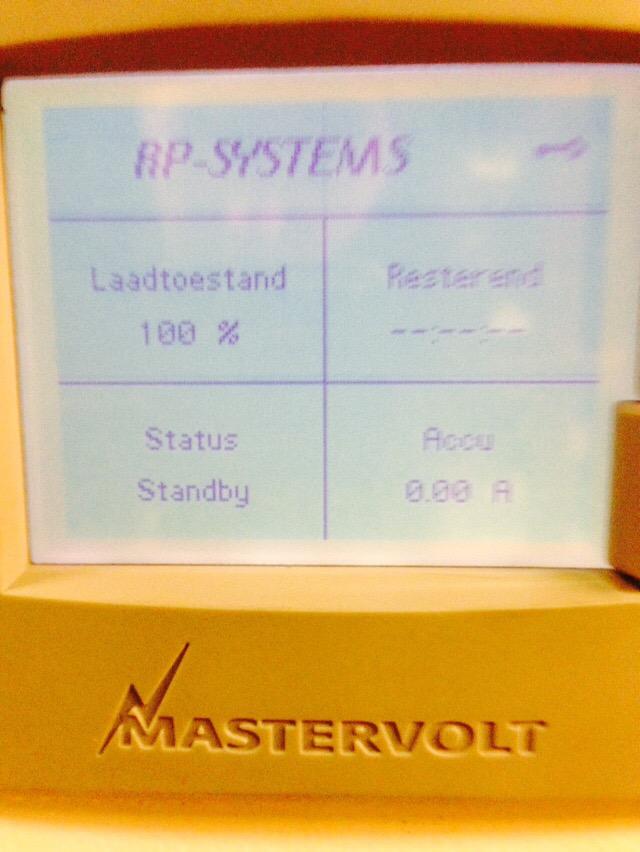 RP-SYSTEMS
Laadtoestand
100 %
Resterend
--:--:--
Status
Standby
Accu
0.00 A
MASTERVOLT